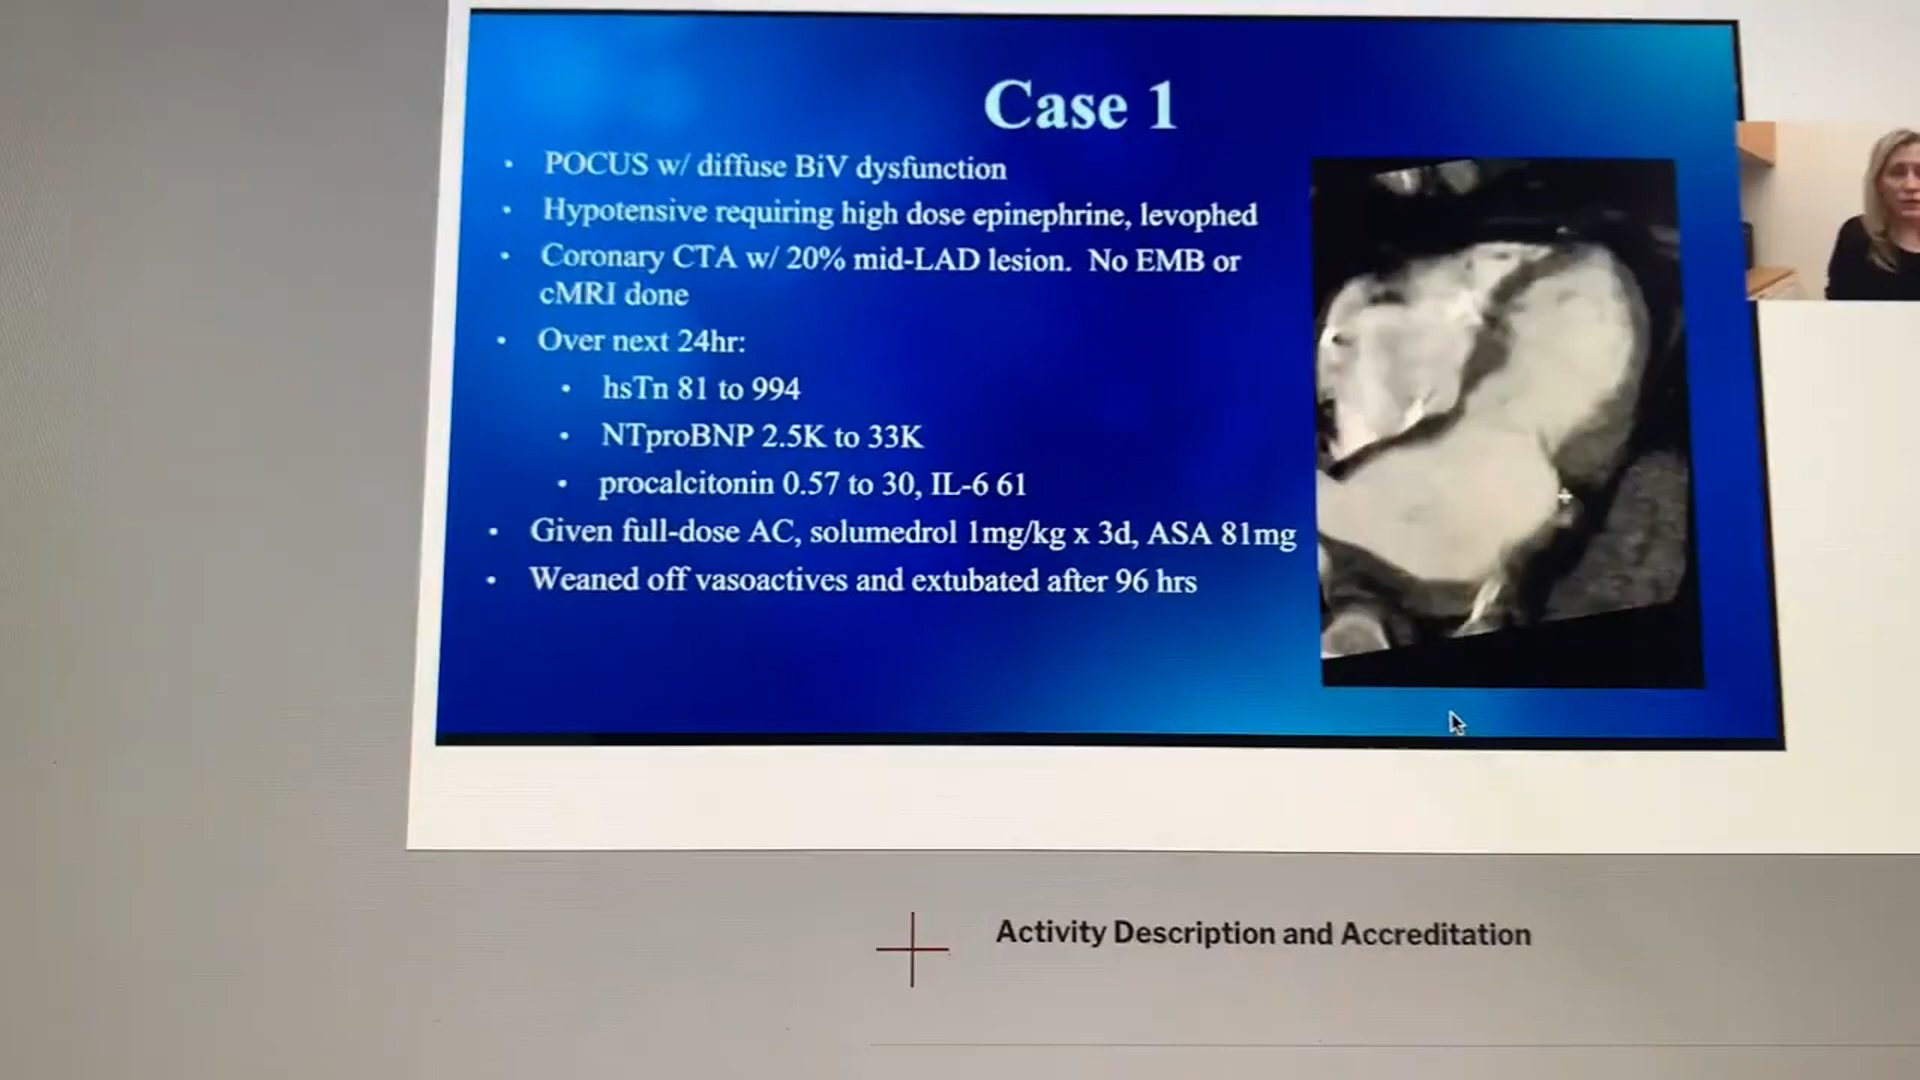 Case 1
• POCUS w/ diffuse BiV dysfunction
• Hypotensive requiring high dose epinephrine, levophed
• Coronary CTA w/ 20% mid-LAD lesion.  No EMB or
cMRI done
• Over next 24hr:
• hsTn 81 to 994
• NTproBNP 2.5K to 33K
• procalcitonin 0.57 to 30, IL-6 61
• Given full-dose AC, solumedrol 1mg/kg x 3d, ASA 81mg
• Weaned off vasoactives and extubated after 96 hrs
Activity Description and Accreditation